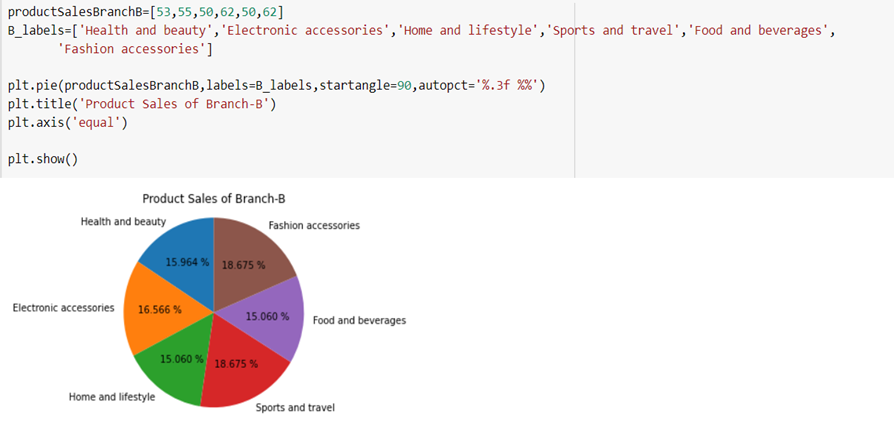 productSalesBranchB=[53,55,50,62,50,62]
B_labels=['Health and beauty','Electronic accessories','Home and lifestyle','Sports and travel','Food and beverages',
'Fashion accessories']
plt.pie(productSalesBranchB,labels=B_labels,startangle=90,autopct='%.3f %%')
plt.title('Product Sales of Branch-B')
plt.axis('equal')
plt.show()
Product Sales of Branch-B
Health and beauty
Fashion accessories
15.964 %
18.675 %
Electronic accessories
16.566 %
15.060 %
Food and beverages
15.060 %
18.675 %
Home and lifestyle
Sports and travel